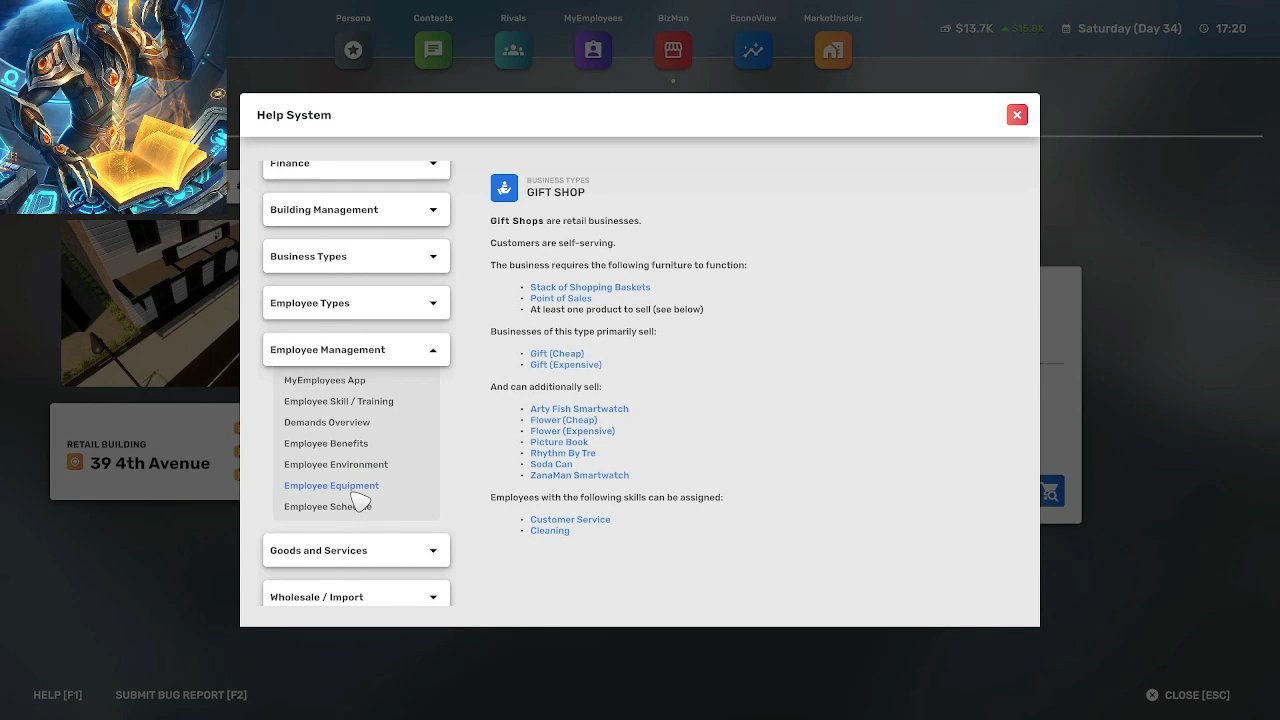 Persona
Contacts
Rivals
MyEmployees
BizMan
EconoView
MarketInsider
$13.7K
$15.8K
Saturday (Day 34)
17:20
Help System
Finance
Building Management
Business Types
Employee Types
Employee Management
MyEmployees App
Employee Skill / Training
Demands Overview
Employee Benefits
Employee Environment
Employee Equipment
Employee Schedule
Goods and Services
Wholesale / Import
BUSINESS TYPES
GIFT SHOP
Gift Shops are retail businesses.
Customers are self-serving.
The business requires the following furniture to function:
• Stack of Shopping Baskets
• Point of Sales
• At least one product to sell (see below)
Businesses of this type primarily sell:
• Gift (Cheap)
• Gift (Expensive)
And can additionally sell:
• Arty Fish Smartwatch
• Flower (Cheap)
• Flower (Expensive)
• Picture Book
• Rhythm By Tre
• Soda Can
• ZanaMan Smartwatch
Employees with the following skills can be assigned:
• Customer Service
• Cleaning
RETAIL BUILDING
39 4th Avenue
HELP [F1]
SUBMIT BUG REPORT [F2]
CLOSE [ESC]